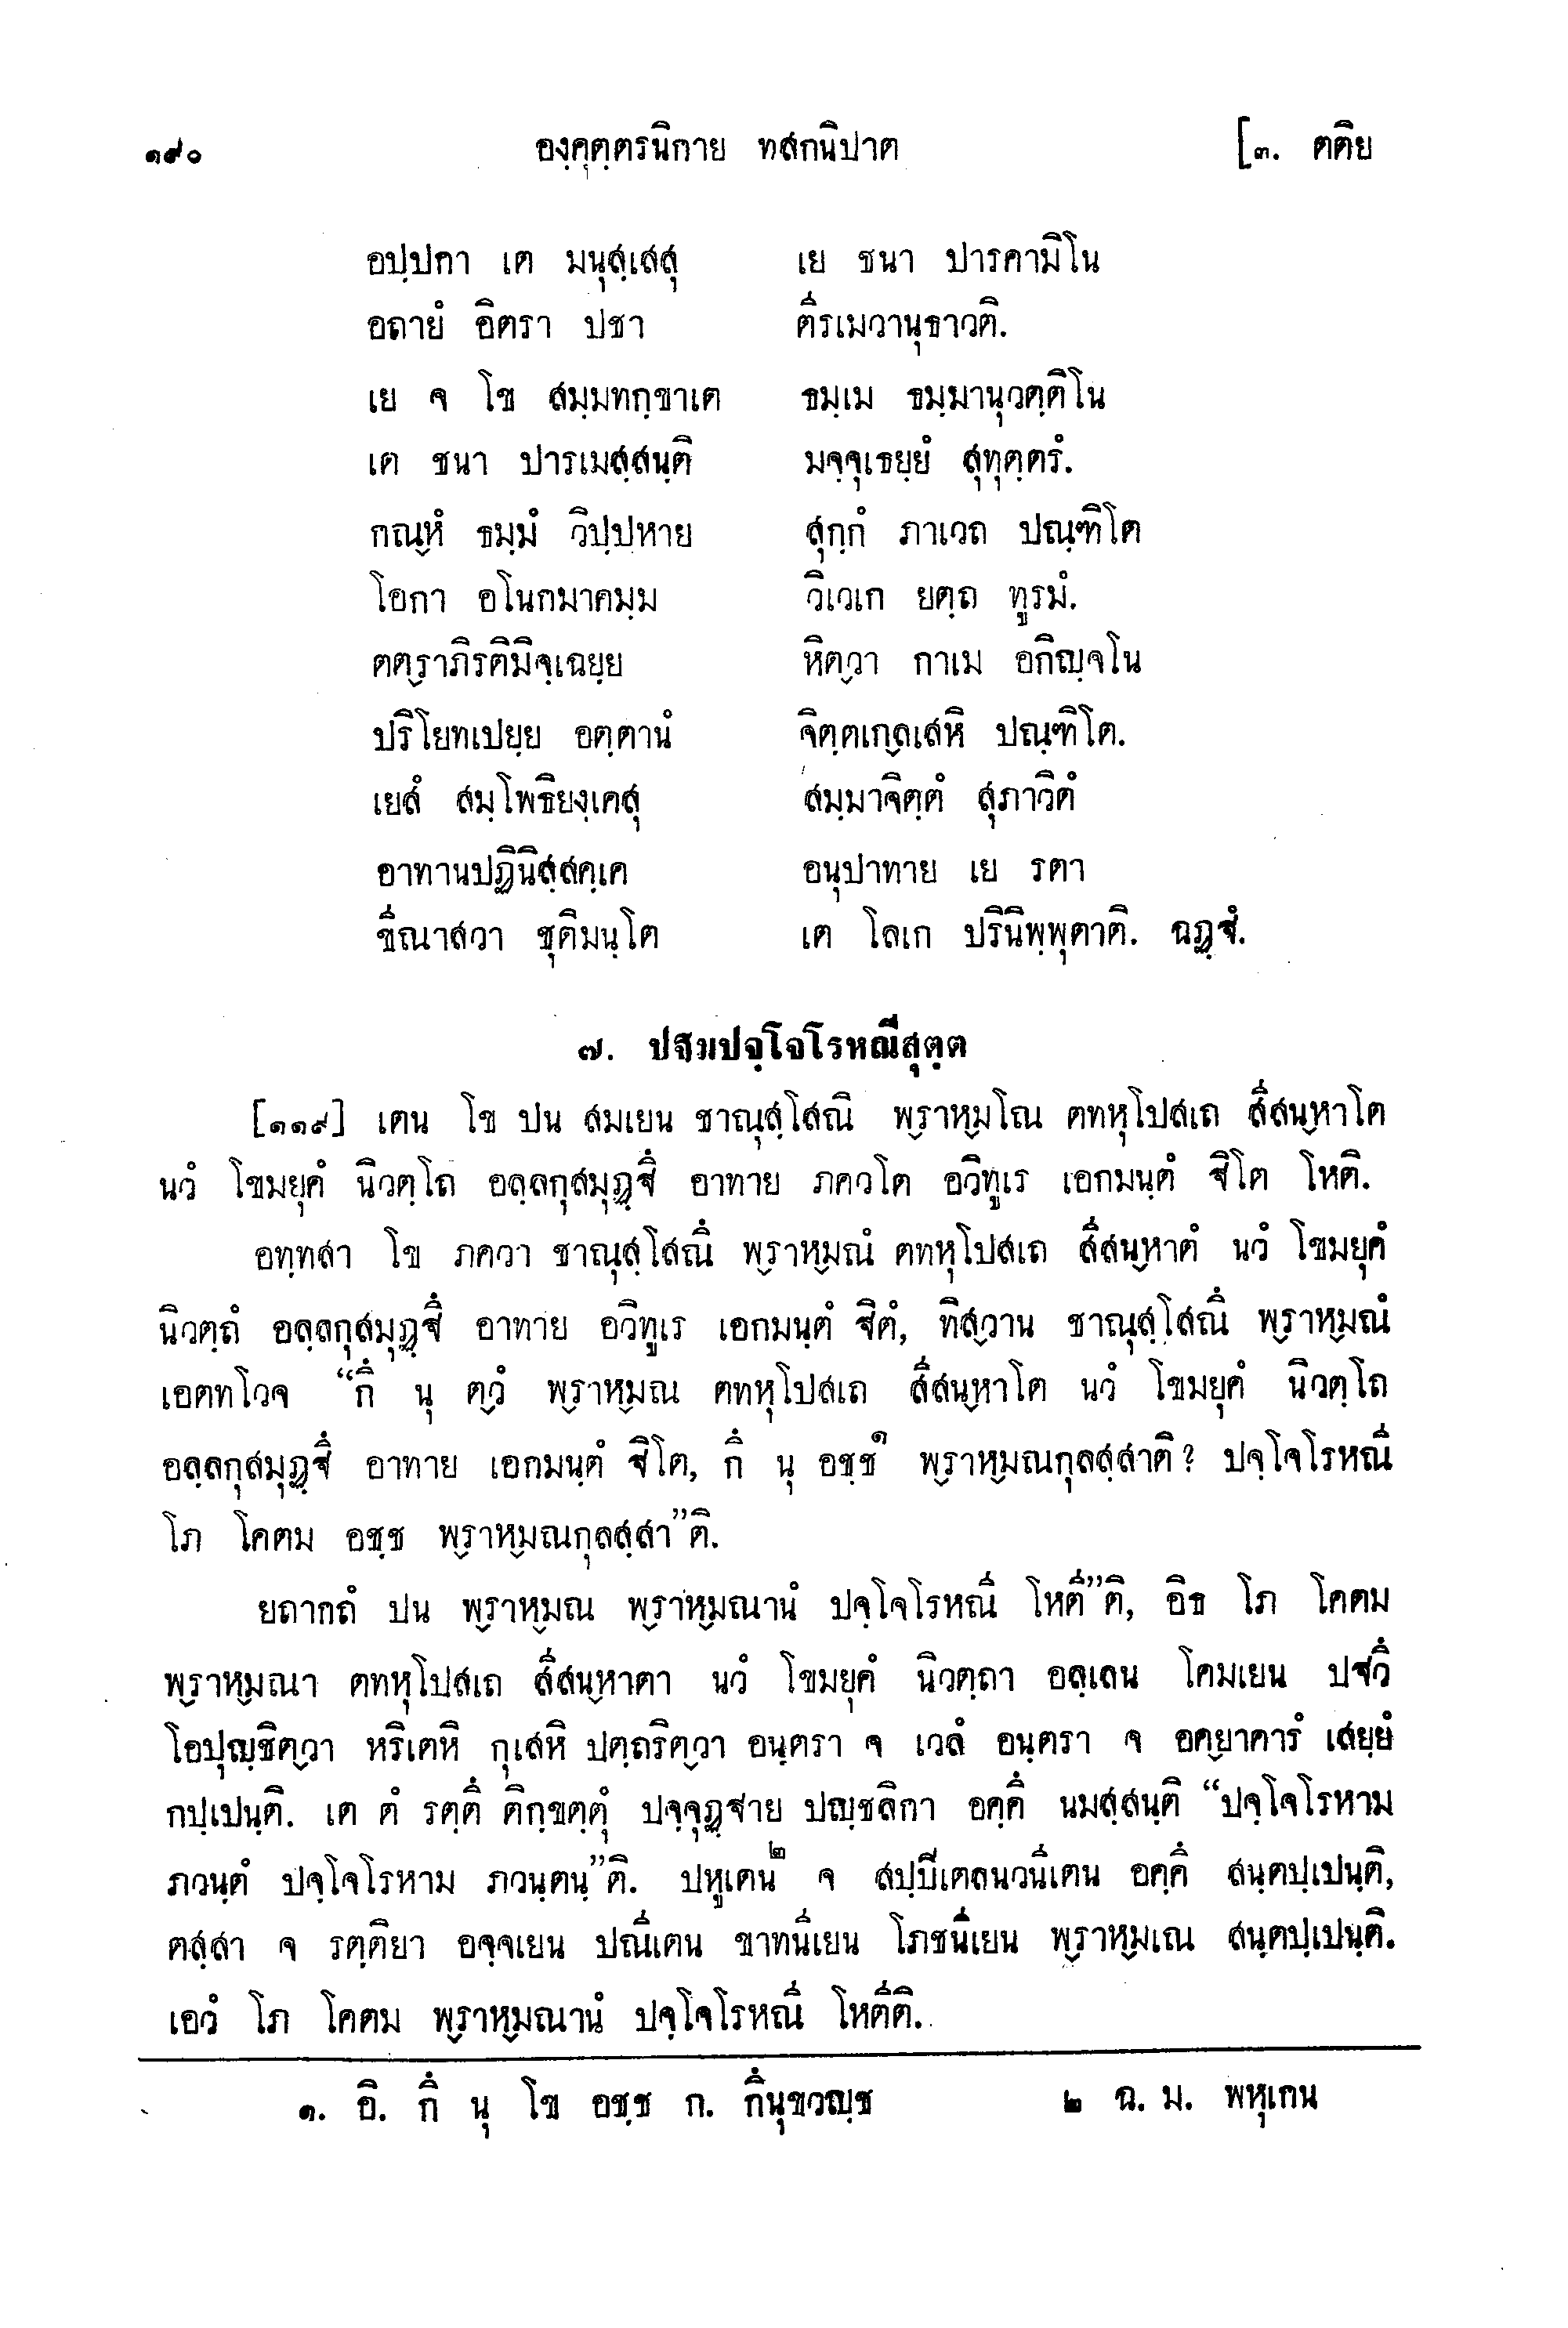 ๑๙๐ องฺคุตฺตรนิกาย ทสกนิปาต [๓. ตติย
อปฺปกา เต มนุสฺเสสุ เย ชนา ปารคามิโน
อถายํ อิตรา ปชา ตีรเมวานุธาวติ.
เย จ โข สมฺมทกฺขาเต ธมฺเม ธมฺมานุวตฺติโน
เต ชนา ปารเมสฺสนฺติ มจฺจุเธยฺยํ สุทุตฺตรํ.
กณฺหํ ธมฺมํ วิปฺปหาย สุกฺกํ ภาเวถ ปณฺฑิโต
โอกา อโนกมาคมฺม วิเวเก ยตฺถ ทูรมํ.
ตตฺราภิรติมิจฺเฉยฺย หิตฺวา กาเม อกิญฺจโน
ปริโยทเปยฺย อตฺตานํ จิตฺตเกฺลเสหิ ปณฺฑิโต.
เยสํ สมฺโพธิยงฺเคสุ สมฺมาจิตฺตํ สุภาวิตํ
อาทานปฏินิสฺสคฺเค อนุปาทาย เย รตา
ขีณาสวา ชุติมนฺโต เต โลเก ปรินิพฺพุตาติ. ฉฏฺฐํ.
๗. ปฐมปจฺโจโรหณีสุตฺต
[๑๑๙] เตน โข ปน สมเยน ชาณุสฺโสณิ พฺราหฺมโณ ตทหุโปสเถ สีสนฺหาโต
นวํ โขมยุคํ นิวตฺโถ อลฺลกุสมุฏฺฐึ อาทาย ภควโต อวิทูเร เอกมนฺตํ ฐิโต โหติ.
อทฺทสา โข ภควา ชาณุสฺโสณึ พฺราหฺมณํ ตทหุโปสเถ สีสนฺหาตํ นวํ โขมยุคํ
นิวตฺถํ อลฺลกุสมุฏฺฐึ อาทาย อวิทูเร เอกมนฺตํ ฐิตํ, ทิสฺวาน ชาณุสฺโสณึ พฺราหฺมณํ
เอตทโวจ “กึ นุ ตฺวํ พฺราหฺมณ ตทหุโปสเถ สีสนฺหาโต นวํ โขมยุคํ นิวตฺโถ
อลฺลกุสมุฏฺฐึ อาทาย เอกมนฺตํ ฐิโต, กึ นุ อชฺช๑ พฺราหฺมณกุลสฺสาติ? ปจฺโจโรหณี
โภ โคตม อชฺช พฺราหฺมณกุลสฺสา”ติ.
ยถากถํ ปน พฺราหฺมณ พฺราหฺมณานํ ปจฺโจโรหณี โหตี”ติ, อิธ โภ โคตม
พฺราหฺมณา ตทหุโปสเถ สีสนฺหาตา นวํ โขมยุคํ นิวตฺถา อลฺเลน โคมเยน ปฐวึ
โอปุญฺชิตฺวา หริเตหิ กุเสหิ ปตฺถริตฺวา อนฺตรา จ เวลํ อนฺตรา จ อคฺยาคารํ เสยฺยํ
กปฺเปนฺติ. เต ตํ รตฺตึ ติกฺขตฺตุํ ปจฺจุฏฺฐาย ปญฺชลิกา อคฺคึ นมสฺสนฺติ “ปจฺโจโรหาม
ภวนฺตํ ปจฺโจโรหาม ภวนฺตนฺ”ติ. ปหูเตน๒ จ สปฺปิเตลนวนีเตน อคฺคึ สนฺตปฺเปนฺติ,
ตสฺสา จ รตฺติยา อจฺจเยน ปณีเตน ขาทนีเยน โภชนีเยน พฺราหฺมเณ สนฺตปฺเปนฺติ.
เอวํ โภ โคตม พฺราหฺมณานํ ปจฺโจโรหณี โหตีติ.
๑. อิ. กึ นุ โข อชฺช ก. กึนุขวญฺช ๒ ฉ. ม. พหุเกน